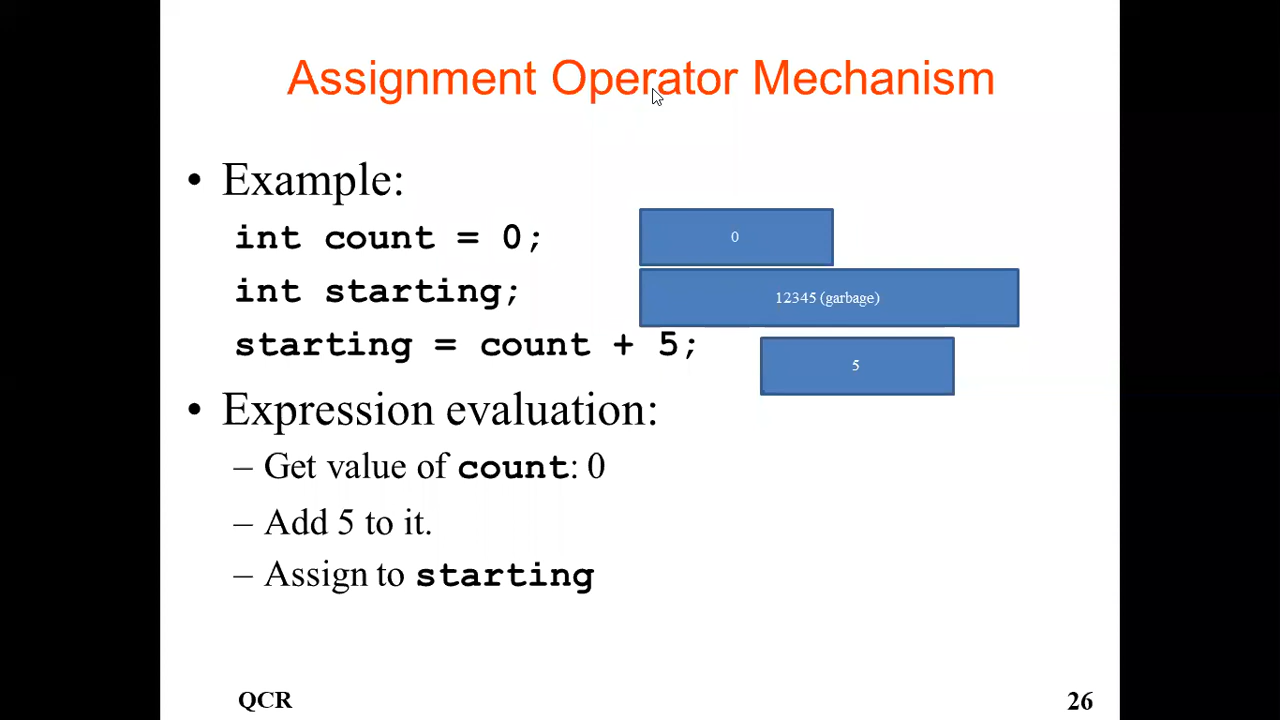 Assignment Operator Mechanism
• Example:
int count = 0;
0
int starting;
12345 (garbage)
starting = count + 5;
5
• Expression evaluation:
– Get value of count: 0
– Add 5 to it.
– Assign to starting
QCR
26